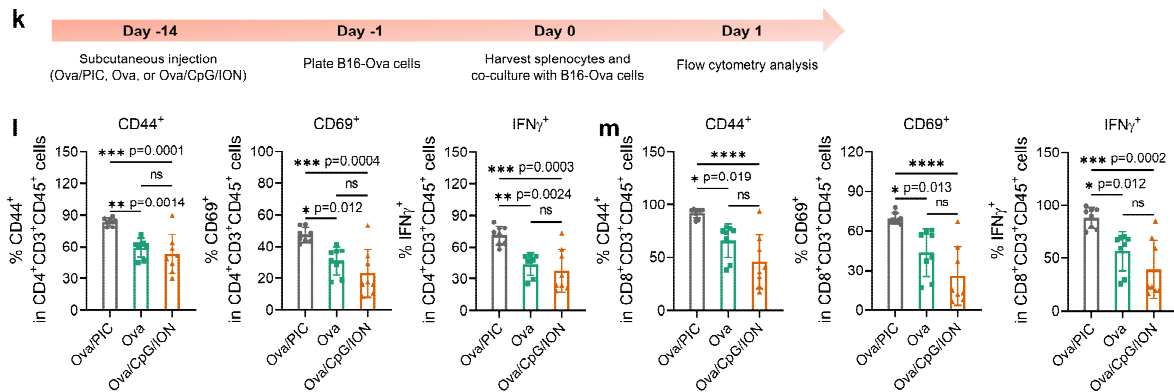 k
Day -14 Day -1 Day 0 Day 1
Subcutaneous injection
(Ova/PIC, Ova, or Ova/CpG/ION)
Plate B16-Ova cells
Harvest splenocytes and
co-culture with B16-Ova cells
Flow cytometry analysis
l
CD44+
% CD44+
in CD4+CD3+CD45+ cells
150
120
90
60
30
0
*** p=0.0001
ns
** p=0.0014
Ova/PIC
Ova
Ova/CpG/ION
CD69+
% CD69+
in CD4+CD3+CD45+ cells
100
80
60
40
20
0
*** p=0.0004
ns
* p=0.012
Ova/PIC
Ova
Ova/CpG/ION
IFNγ+
% IFNγ+
in CD4+CD3+CD45+ cells
150
120
90
60
30
0
*** p=0.0003
** p=0.0024
ns
Ova/PIC
Ova
Ova/CpG/ION
m
CD44+
% CD44+
in CD8+CD3+CD45+ cells
150
100
50
0
****
* p=0.019
ns
Ova/PIC
Ova
Ova/CpG/ION
CD69+
% CD69+
in CD8+CD3+CD45+ cells
120
90
60
30
0
****
* p=0.013
ns
Ova/PIC
Ova
Ova/CpG/ION
IFNγ+
% IFNγ+
in CD8+CD3+CD45+ cells
150
100
50
0
*** p=0.0002
* p=0.012
ns
Ova/PIC
Ova
Ova/CpG/ION